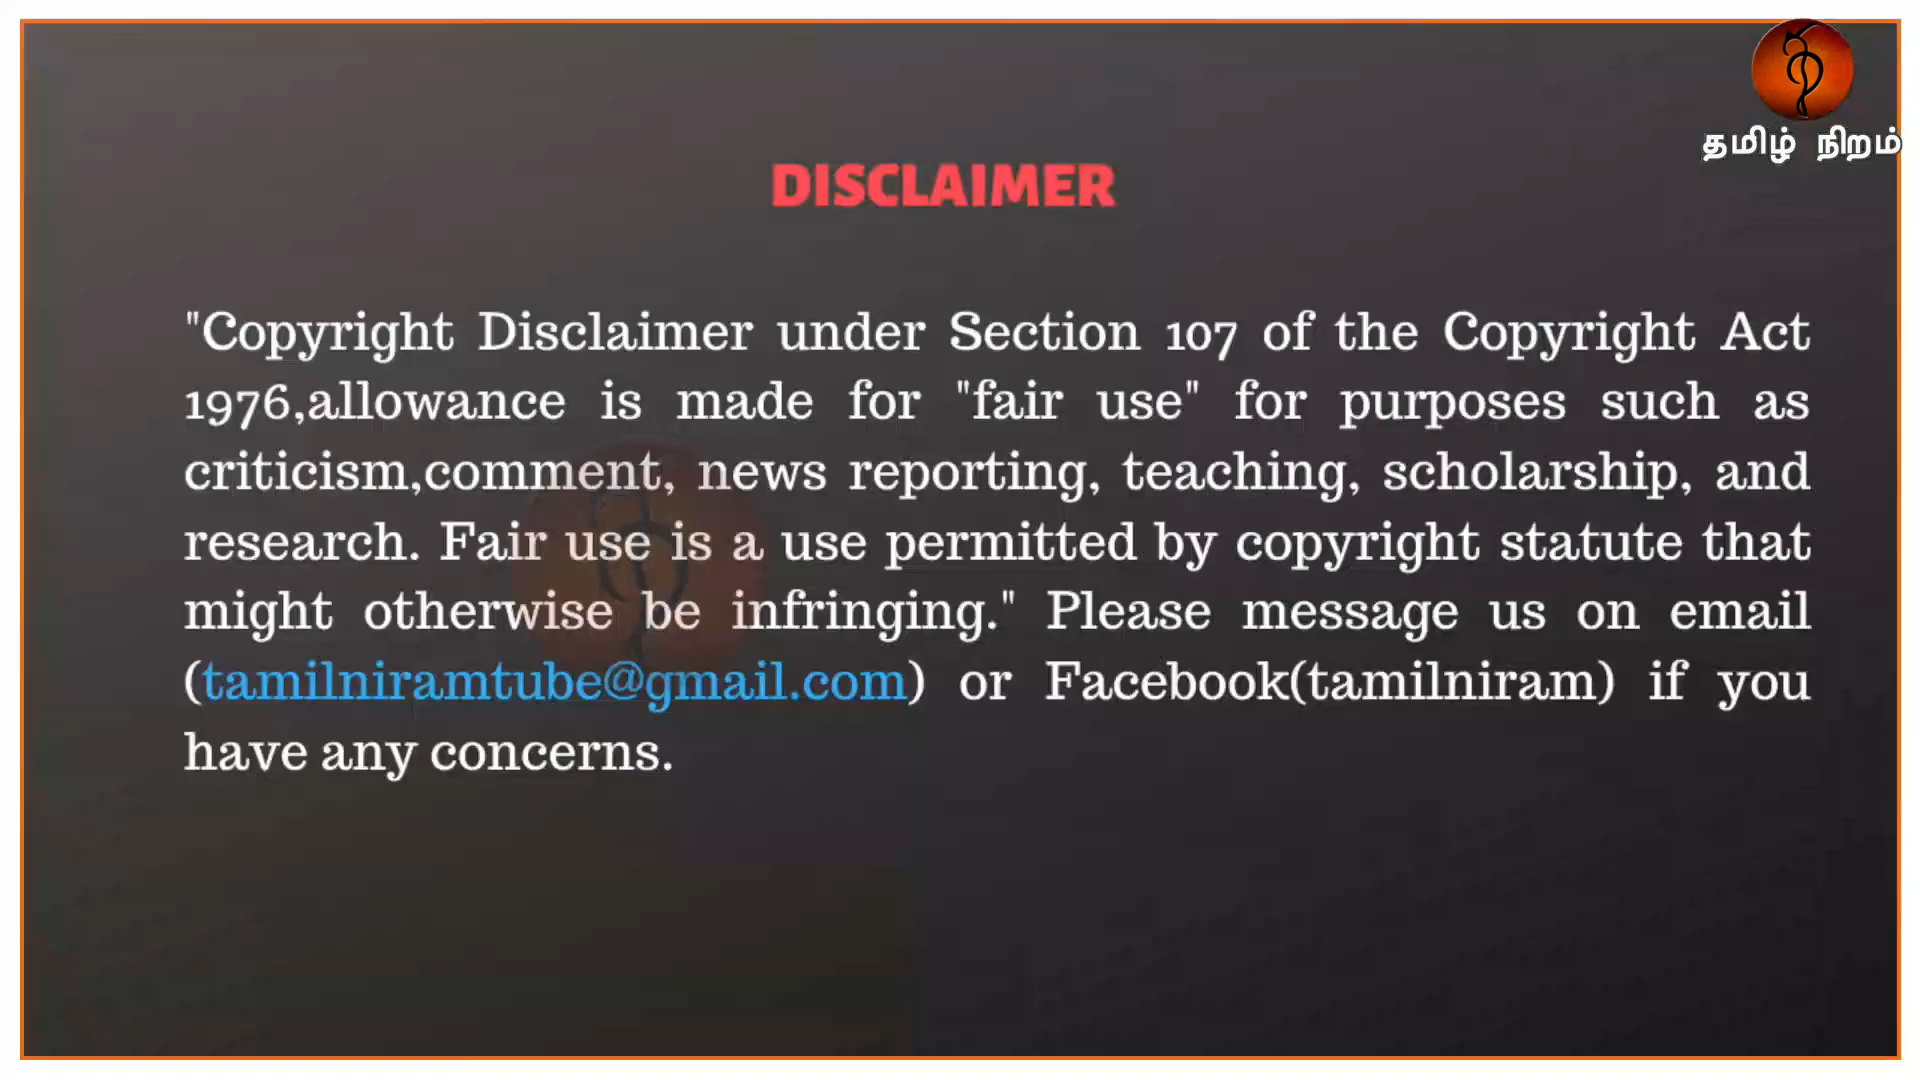 தமிழ் நிறம்
DISCLAIMER
"Copyright Disclaimer under Section 107 of the Copyright Act
1976,allowance is made for "fair use" for purposes such as
criticism,comment, news reporting, teaching, scholarship, and
research. Fair use is a use permitted by copyright statute that
might otherwise be infringing." Please message us on email
(tamilniramtube@gmail.com) or Facebook(tamilniram) if you
have any concerns.